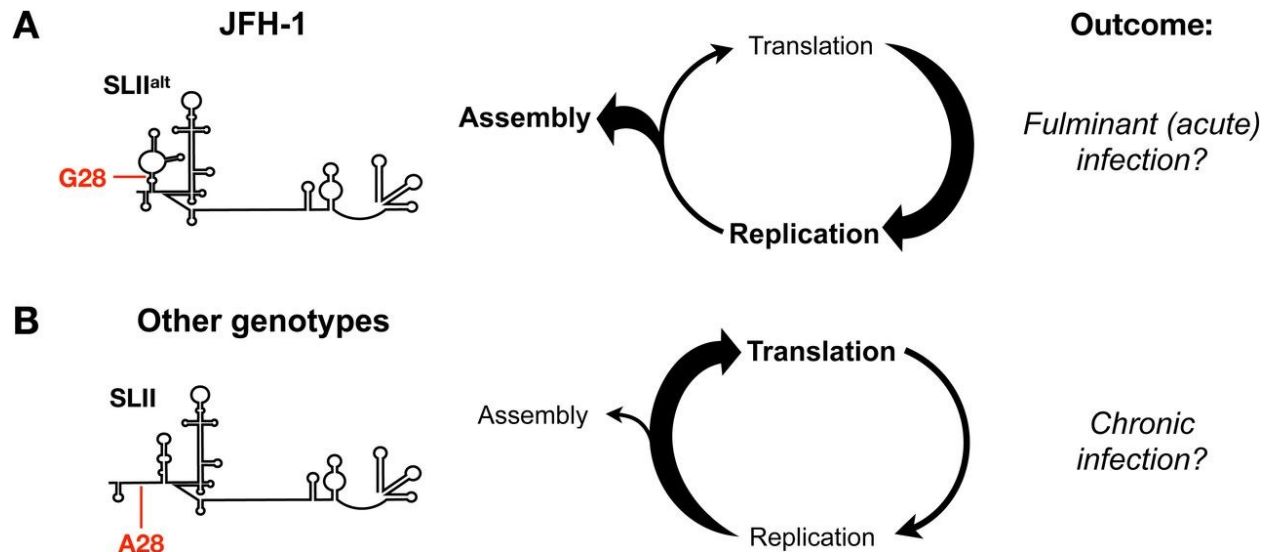 A
JFH-1
Outcome:
SLIIalt
G28
Translation
Assembly
Replication
Fulminant (acute)
infection?
B
Other genotypes
SLII
A28
Translation
Assembly
Replication
Chronic
infection?